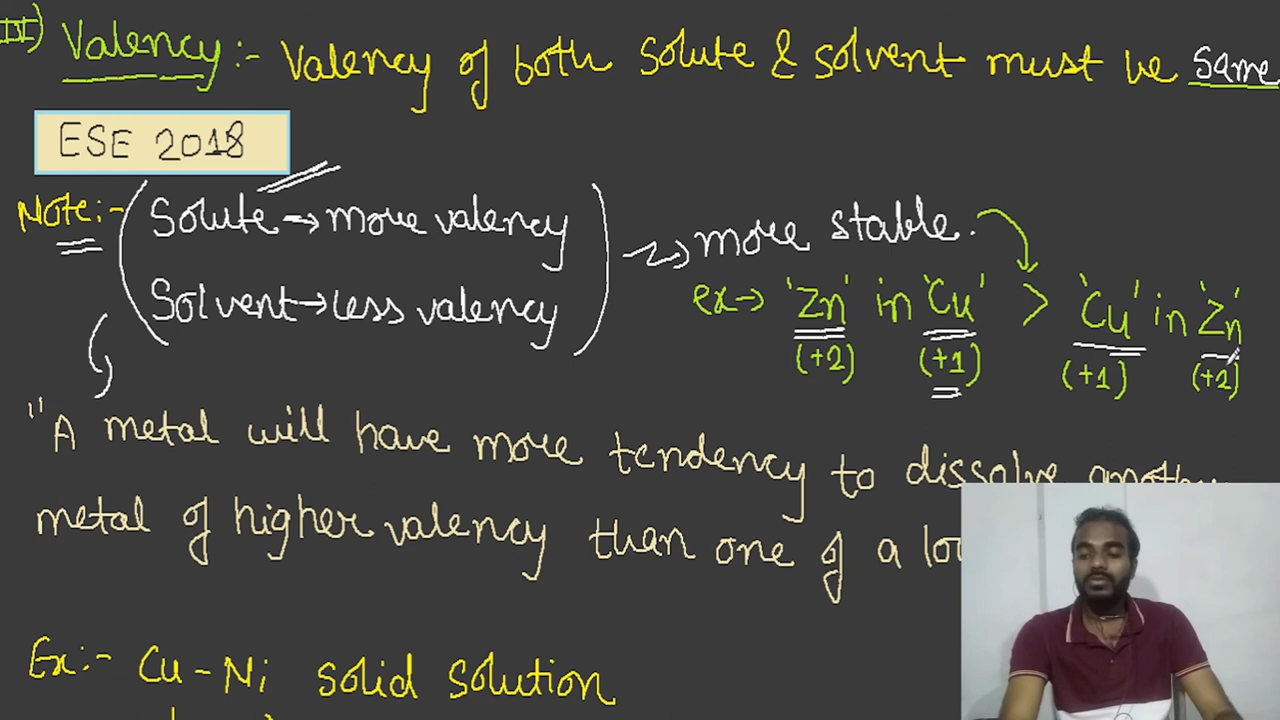 III) Valency:- Valency of both solute & solvent must be same
ESE 2018
Note:- (Solute → more valency
Solvent → less valency) → more stable.
ex → 'Zn' in 'Cu' > 'Cu' in 'Zn'
(+2) (+1) (+1) (+2)
"A metal will have more tendency to dissolve another
metal of higher valency than one of a
Ex:- Cu-Ni solid solution